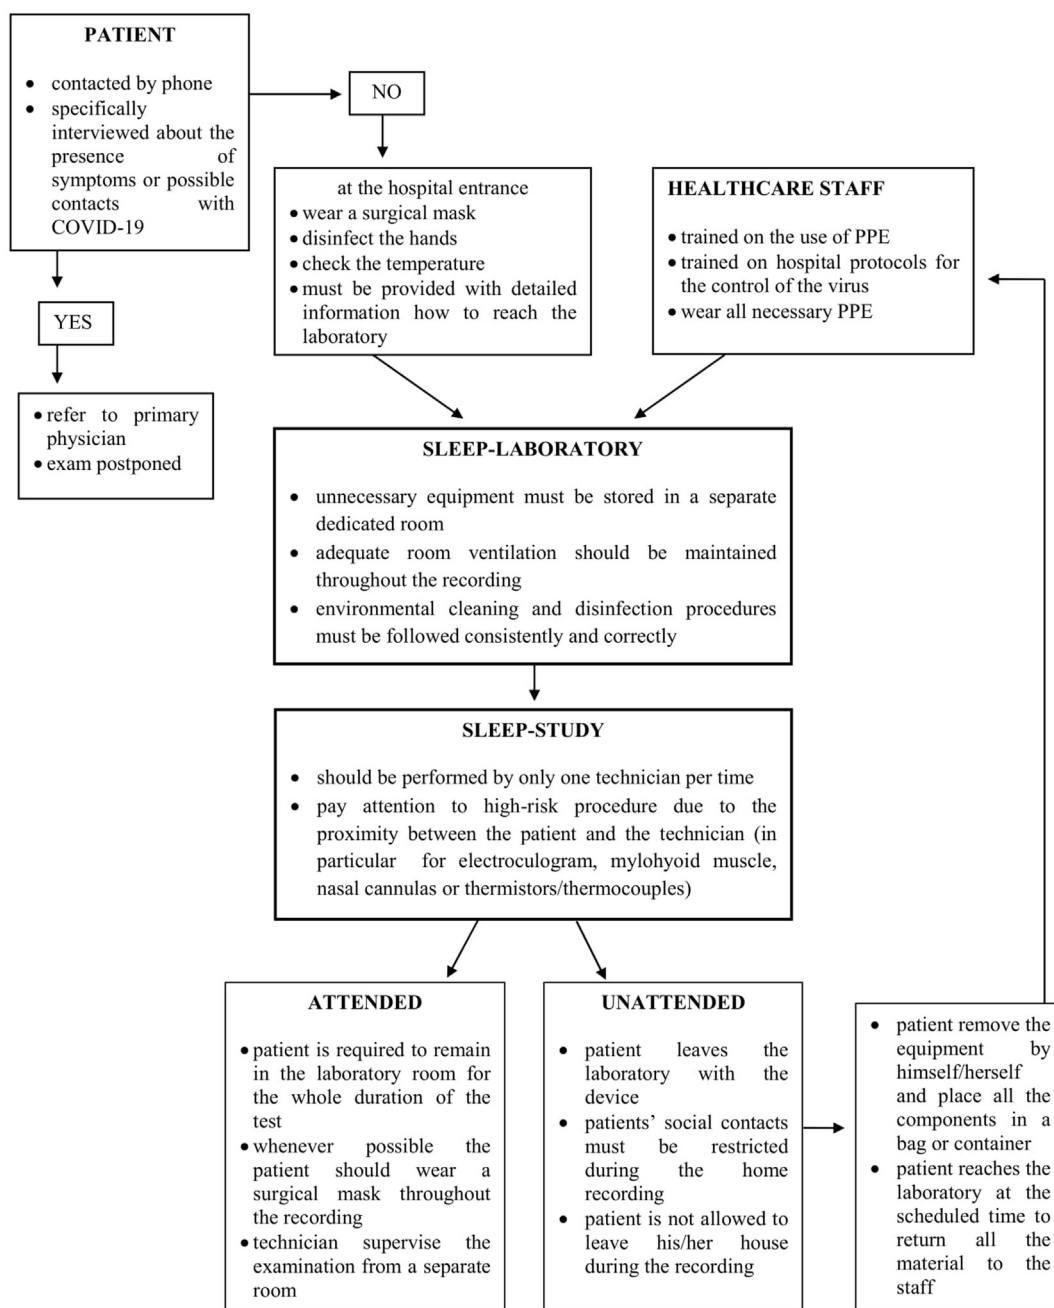 PATIENT
• contacted by phone
• specifically
interviewed about the
presence of
symptoms or possible
contacts with
COVID-19
NO
YES
• refer to primary
physician
• exam postponed
at the hospital entrance
• wear a surgical mask
• disinfect the hands
• check the temperature
• must be provided with detailed
information how to reach the
laboratory
HEALTHCARE STAFF
• trained on the use of PPE
• trained on hospital protocols for
the control of the virus
• wear all necessary PPE
SLEEP-LABORATORY
• unnecessary equipment must be stored in a separate
dedicated room
• adequate room ventilation should be maintained
throughout the recording
• environmental cleaning and disinfection procedures
must be followed consistently and correctly
SLEEP-STUDY
• should be performed by only one technician per time
• pay attention to high-risk procedure due to the
proximity between the patient and the technician (in
particular for electroculogram, mylohyoid muscle,
nasal cannulas or thermistors/thermocouples)
ATTENDED
• patient is required to remain
in the laboratory room for
the whole duration of the
test
• whenever possible the
patient should wear a
surgical mask throughout
the recording
• technician supervise the
examination from a separate
room
UNATTENDED
• patient leaves the
laboratory with the
device
• patients' social contacts
must be restricted
during the home
recording
• patient is not allowed to
leave his/her house
during the recording
• patient remove the
equipment by
himself/herself
and place all the
components in a
bag or container
• patient reaches the
laboratory at the
scheduled time to
return all the
material to the
staff